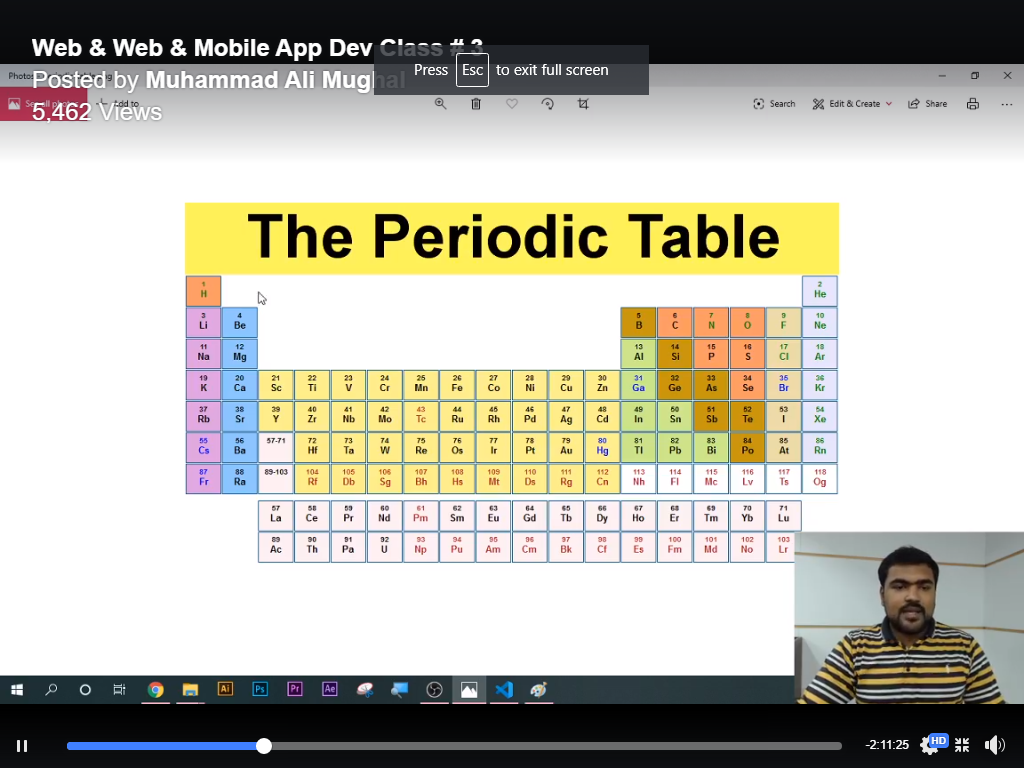 Web & Web & Mobile App Dev Class # 3
Press Esc to exit full screen
Posted by Muhammad Ali Mughal
5,462 Views
Add to
Search
Edit & Create
Share
The Periodic Table
1 2
H He
3 4 5 6 7 8 9 10
Li Be B C N O F Ne
11 12 13 14 15 16 17 18
Na Mg Al Si P S Cl Ar
19 20 21 22 23 24 25 26 27 28 29 30 31 32 33 34 35 36
K Ca Sc Ti V Cr Mn Fe Co Ni Cu Zn Ga Ge As Se Br Kr
37 38 39 40 41 42 43 44 45 46 47 48 49 50 51 52 53 54
Rb Sr Y Zr Nb Mo Tc Ru Rh Pd Ag Cd In Sn Sb Te I Xe
55 56 57-71 72 73 74 75 76 77 78 79 80 81 82 83 84 85 86
Cs Ba Hf Ta W Re Os Ir Pt Au Hg Tl Pb Bi Po At Rn
87 88 89-103 104 105 106 107 108 109 110 111 112 113 114 115 116 117 118
Fr Ra Rf Db Sg Bh Hs Mt Ds Rg Cn Nh Fl Mc Lv Ts Og
57 58 59 60 61 62 63 64 65 66 67 68 69 70 71
La Ce Pr Nd Pm Sm Eu Gd Tb Dy Ho Er Tm Yb Lu
89 90 91 92 93 94 95 96 97 98 99 100 101 102 103
Ac Th Pa U Np Pu Am Cm Bk Cf Es Fm Md No Lr
Ai Ps Pr Ae
-2:11:25 HD